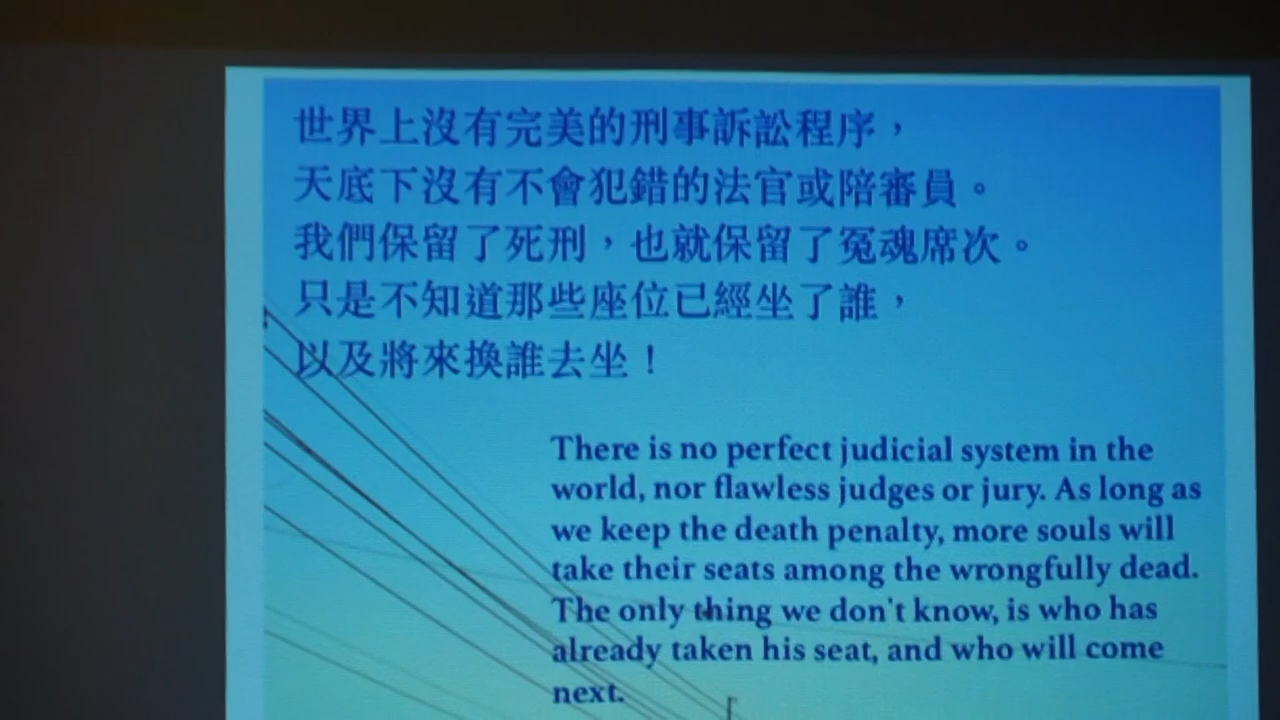 世界上沒有完美的刑事訴訟程序，
天底下沒有不會犯錯的法官或陪審員。
我們保留了死刑，也就保留了冤魂席次。
只是不知道那些座位已經坐了誰，
以及將來換誰去坐！
There is no perfect judicial system in the
world, nor flawless judges or jury. As long as
we keep the death penalty, more souls will
take their seats among the wrongfully dead.
The only thing we don't know, is who has
already taken his seat, and who will come
next.